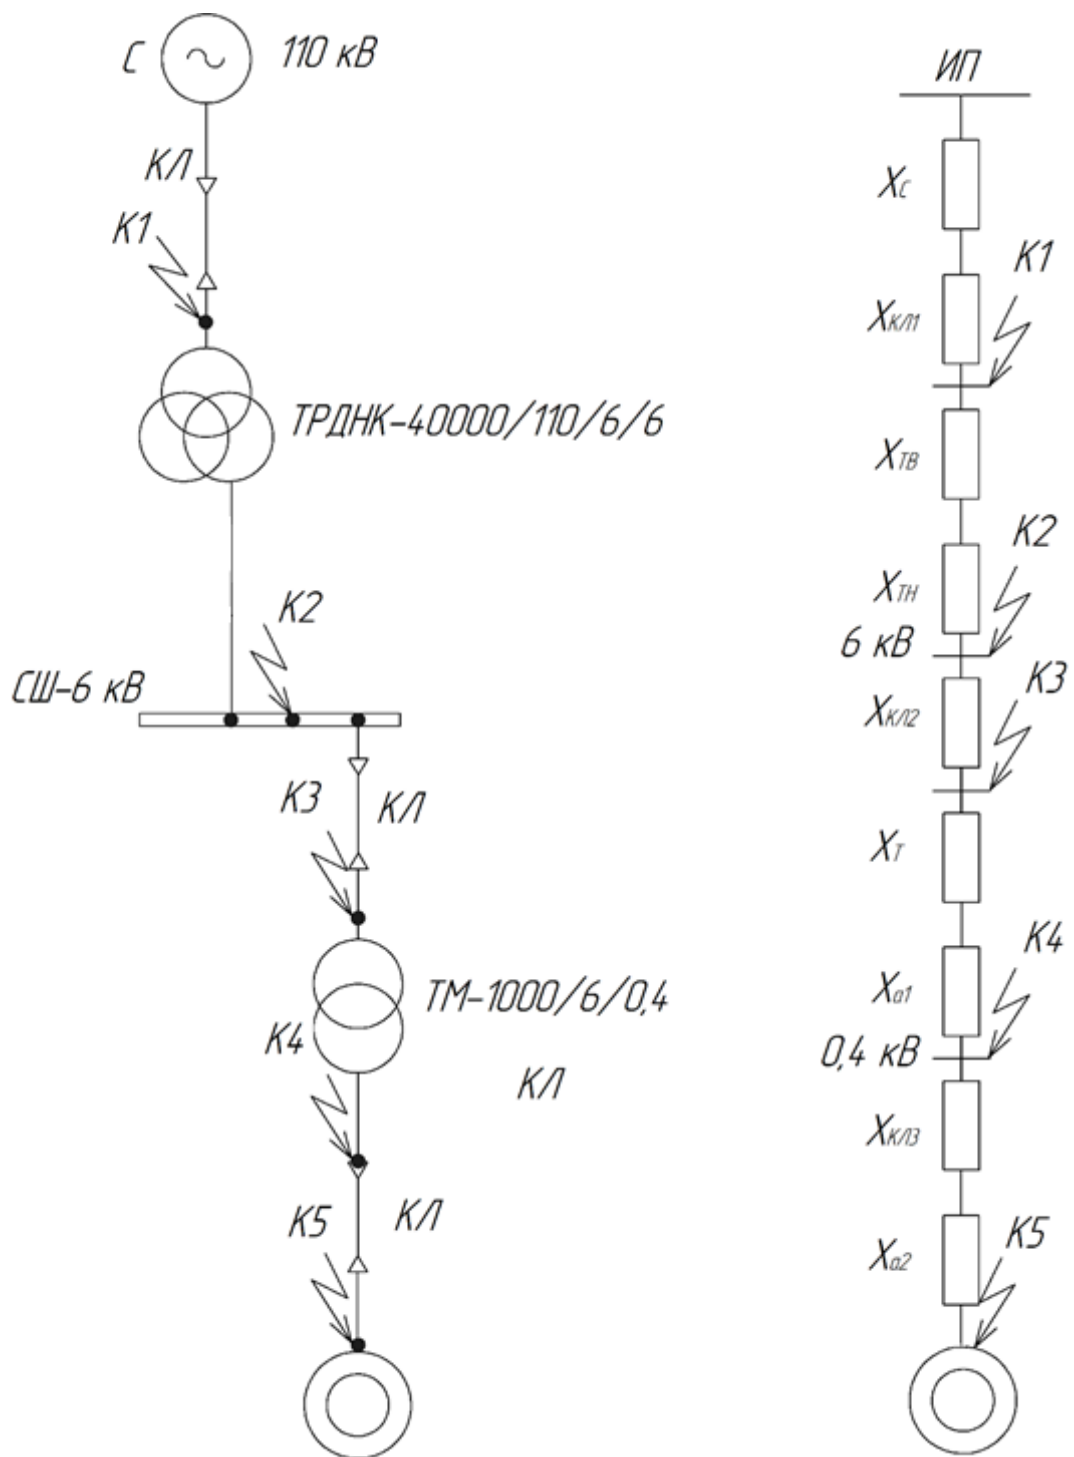 С
110 кВ
КЛ
К1
ТРДНК-40000/110/6/6
К2
СШ-6 кВ
К3
КЛ
ТМ-1000/6/0,4
К4
КЛ
К5
КЛ
ИП
XС
К1
XКЛ1
XТВ
К2
XТН
6 кВ
К3
XКЛ2
XТ
К4
Xа1
0,4 кВ
XКЛ3
К5
Xа2